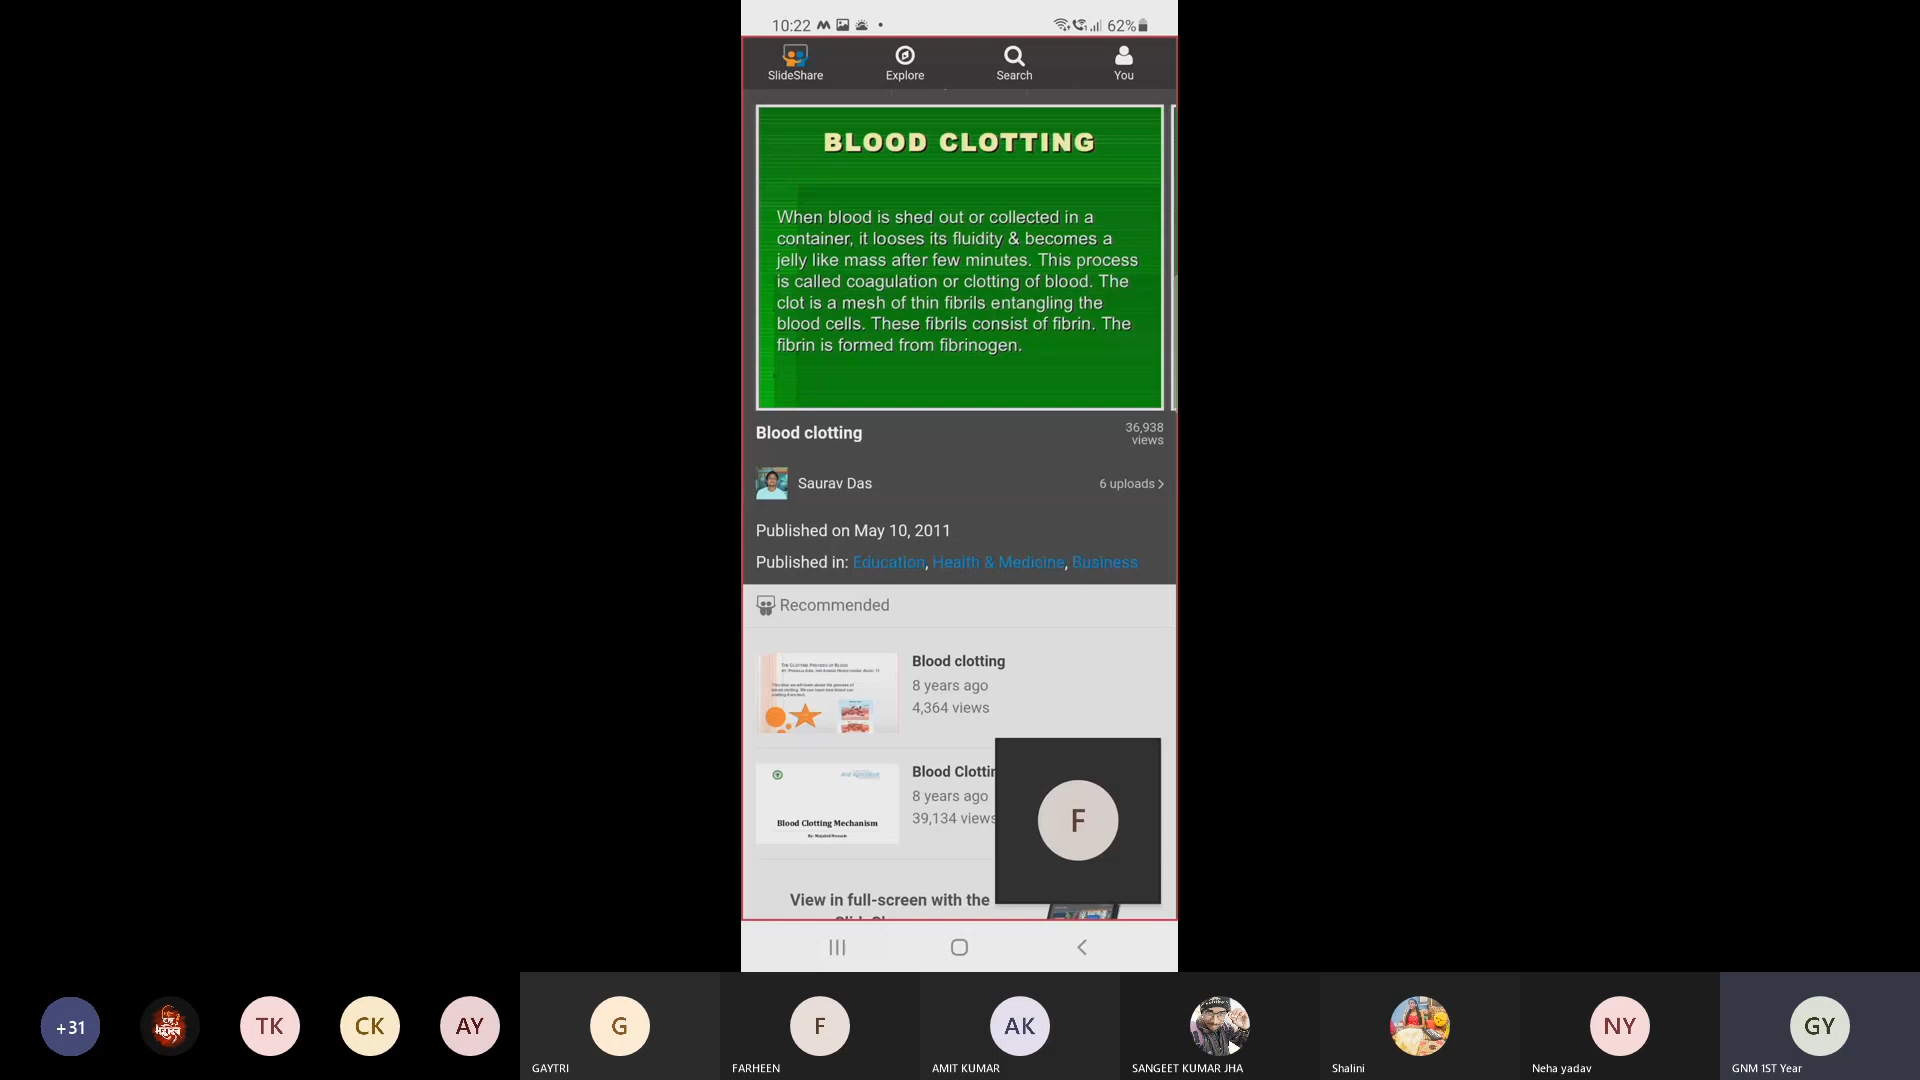 10:22
62%
SlideShare
Explore
Search
You
BLOOD CLOTTING
When blood is shed out or collected in a
container, it looses its fluidity & becomes a
jelly like mass after few minutes. This process
is called coagulation or clotting of blood. The
clot is a mesh of thin fibrils entangling the
blood cells. These fibrils consist of fibrin. The
fibrin is formed from fibrinogen.
Blood clotting
36,938
views
Saurav Das
6 uploads
Published on May 10, 2011
Published in: Education, Health & Medicine, Business
Recommended
Blood clotting
8 years ago
4,364 views
Blood Clotting Mechanism
Blood
8 years ago
39,134 views
F
View in full-screen with the
+31
TK
CK
AY
G
F
AK
NY
GY
GAYTRI
FARHEEN
AMIT KUMAR
SANGEET KUMAR JHA
Shalini
Neha yadav
GNM 1ST Year